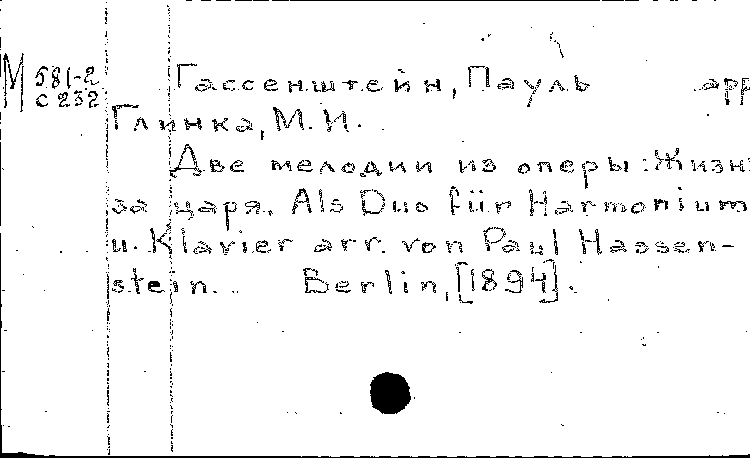 М 581-2 Гассенштейн, Пауль арр
с 232
Глинка, М. И.
Две мелодии из оперы: Жизнь
за царя. Als Duo für Harmonium
u. Klavier arr. von Paul Hassen-
stein. Berlin, [1894].